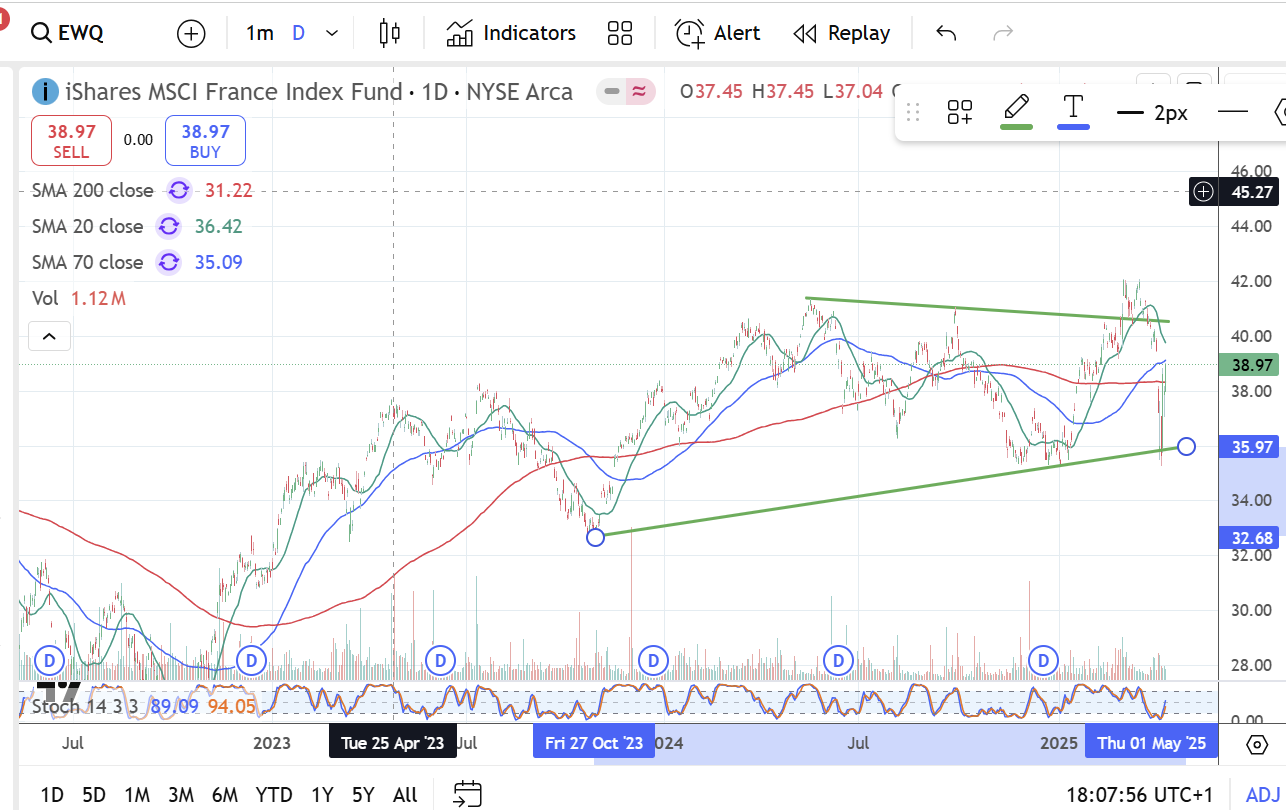 EWQ
1m D Indicators Alert Replay
iShares MSCI France Index Fund · 1D · NYSE Arca O37.45 H37.45 L37.04
T 2px
38.97 SELL 0.00 38.97 BUY
SMA 200 close 31.22
SMA 20 close 36.42
SMA 70 close 35.09
Vol 1.12 M
46.00
45.27
44.00
42.00
40.00
38.97
38.00
35.97
34.00
32.68
32.00
30.00
28.00
D D D D D D
Stoch 14 3 3 89.09 94.05
0.00
Jul 2023 Tue 25 Apr '23 Jul Fri 27 Oct '23 024 Jul 2025 Thu 01 May '25
1D 5D 1M 3M 6M YTD 1Y 5Y All 18:07:56 UTC+1 ADJ